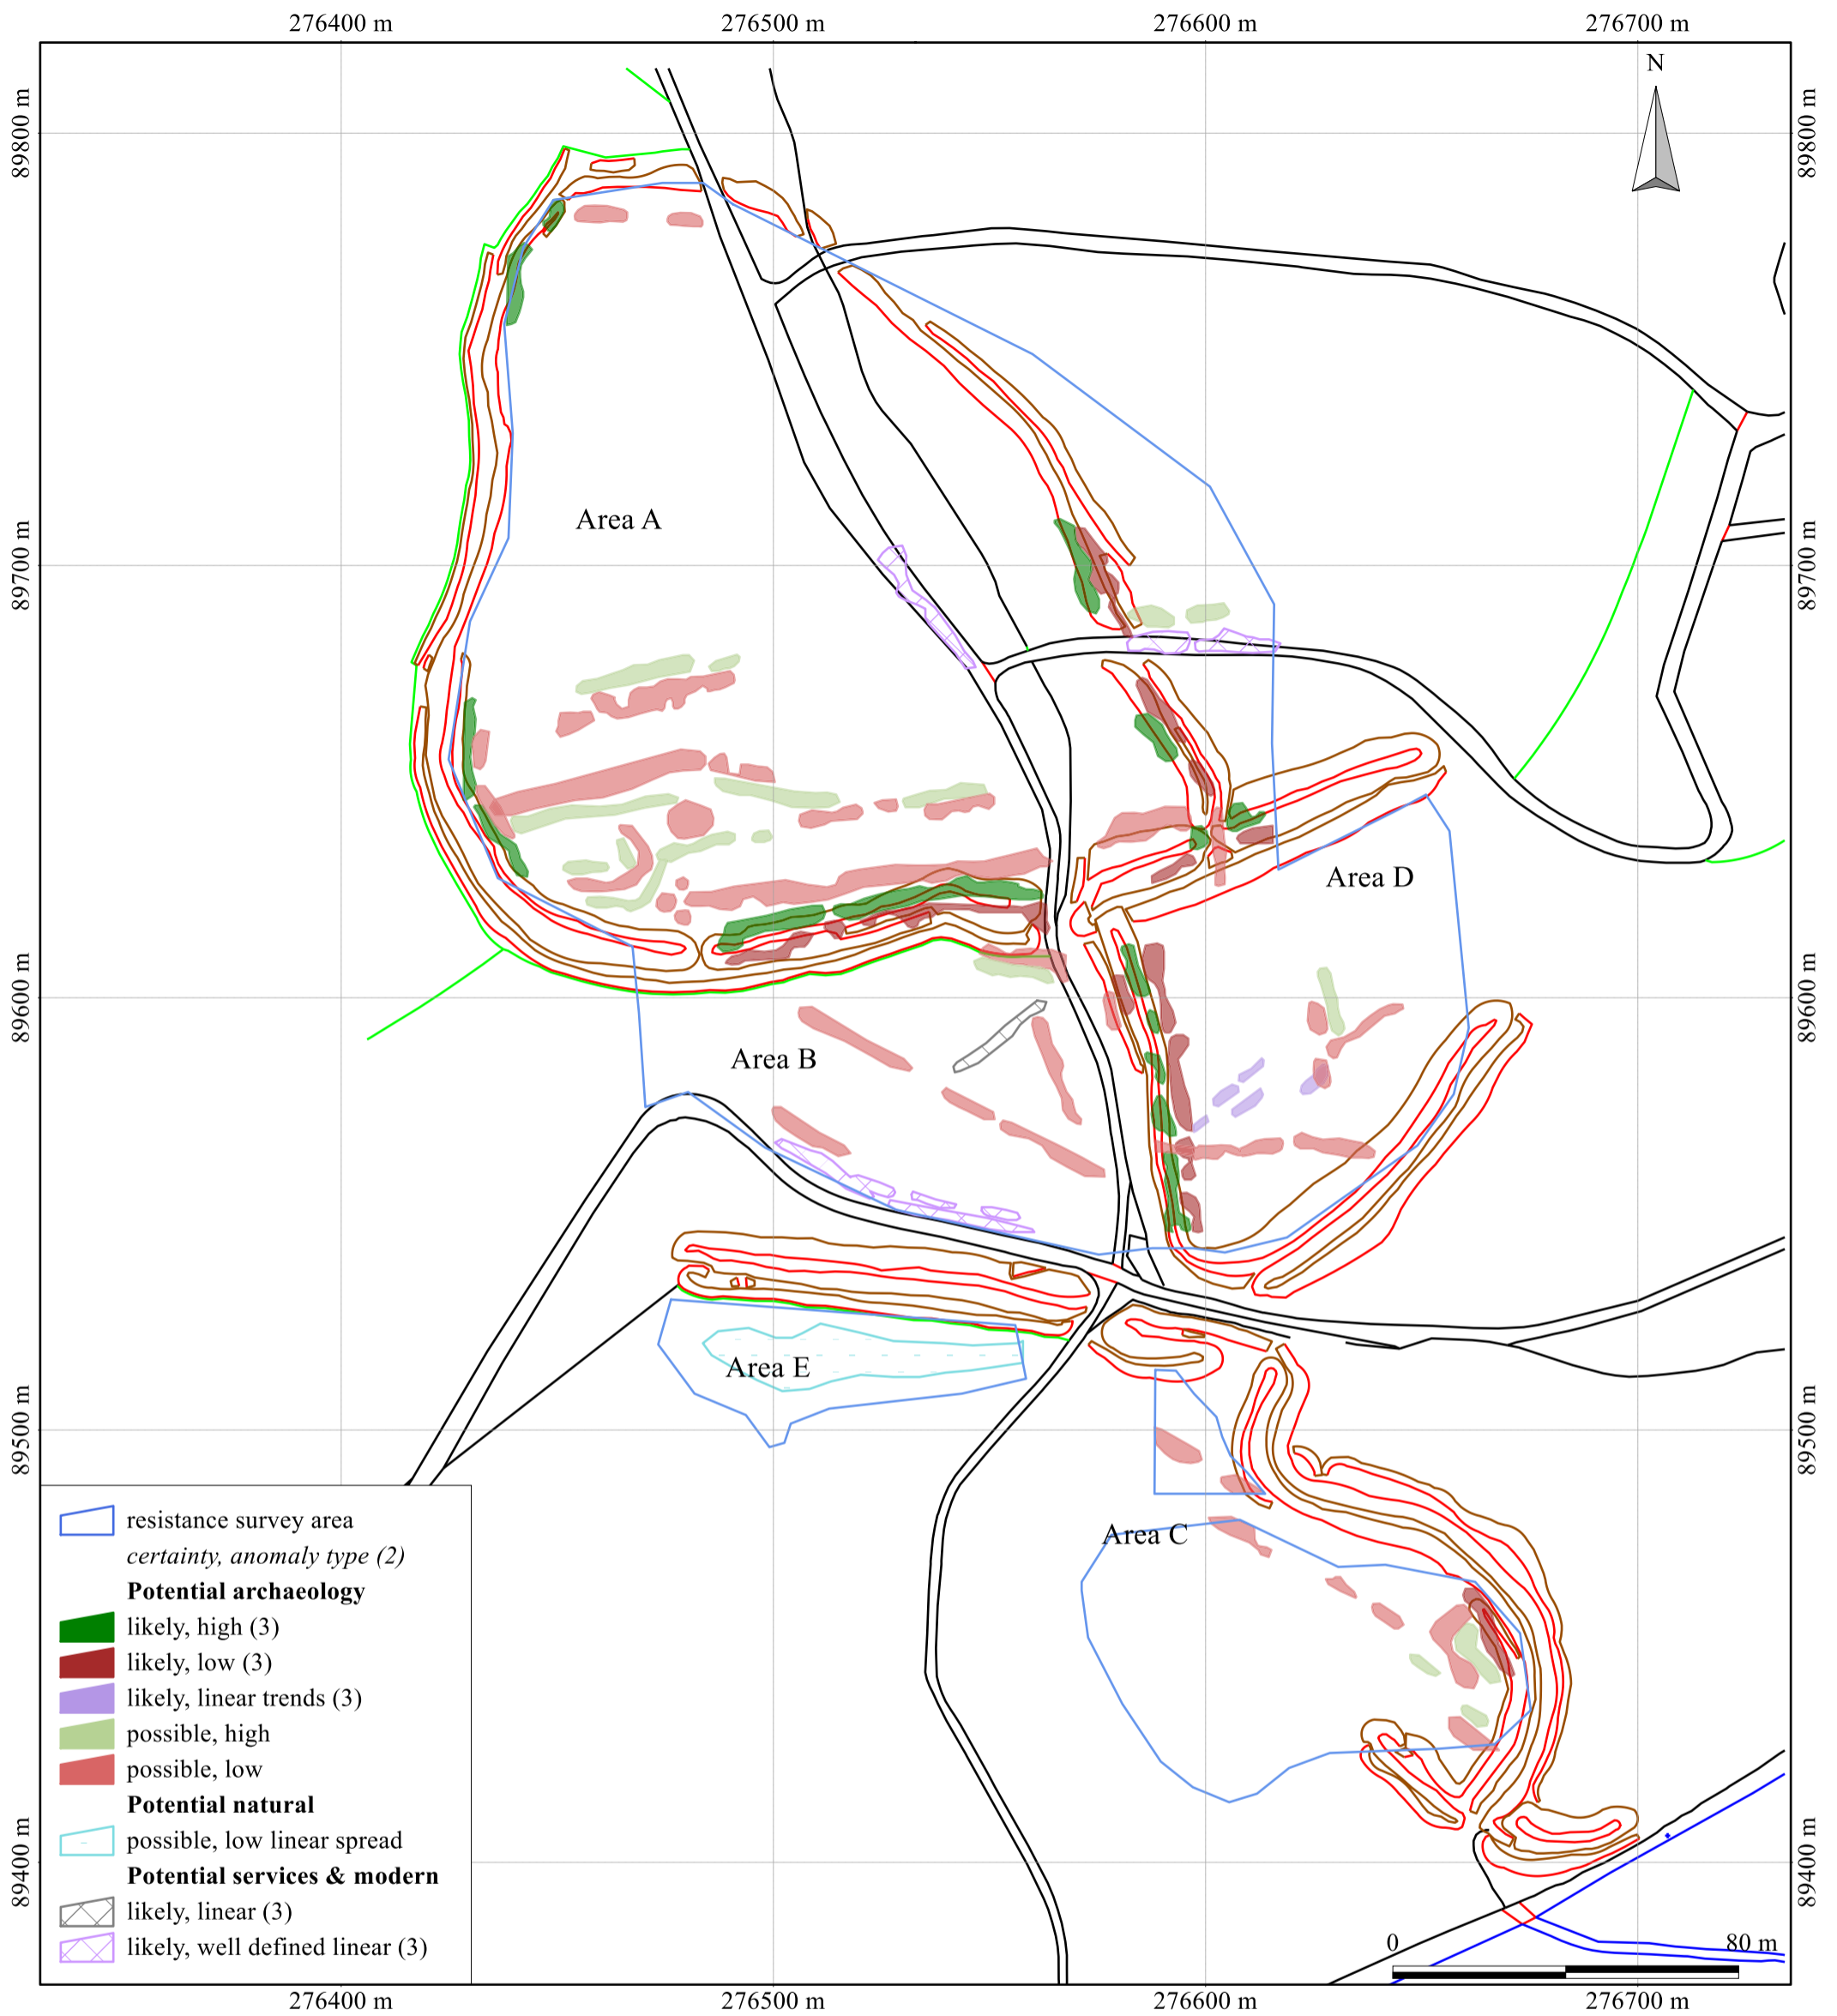 276400 m 276500 m 276600 m 276700 m
N
89800 m 89800 m
Area A
89700 m 89700 m
Area D
89600 m 89600 m
Area B
Area E
89500 m 89500 m
Area C
resistance survey area
certainty, anomaly type (2)
Potential archaeology
likely, high (3)
likely, low (3)
likely, linear trends (3)
possible, high
possible, low
Potential natural
possible, low linear spread
Potential services & modern
likely, linear (3)
likely, well defined linear (3)
89400 m 89400 m
0 80 m
276400 m 276500 m 276600 m 276700 m